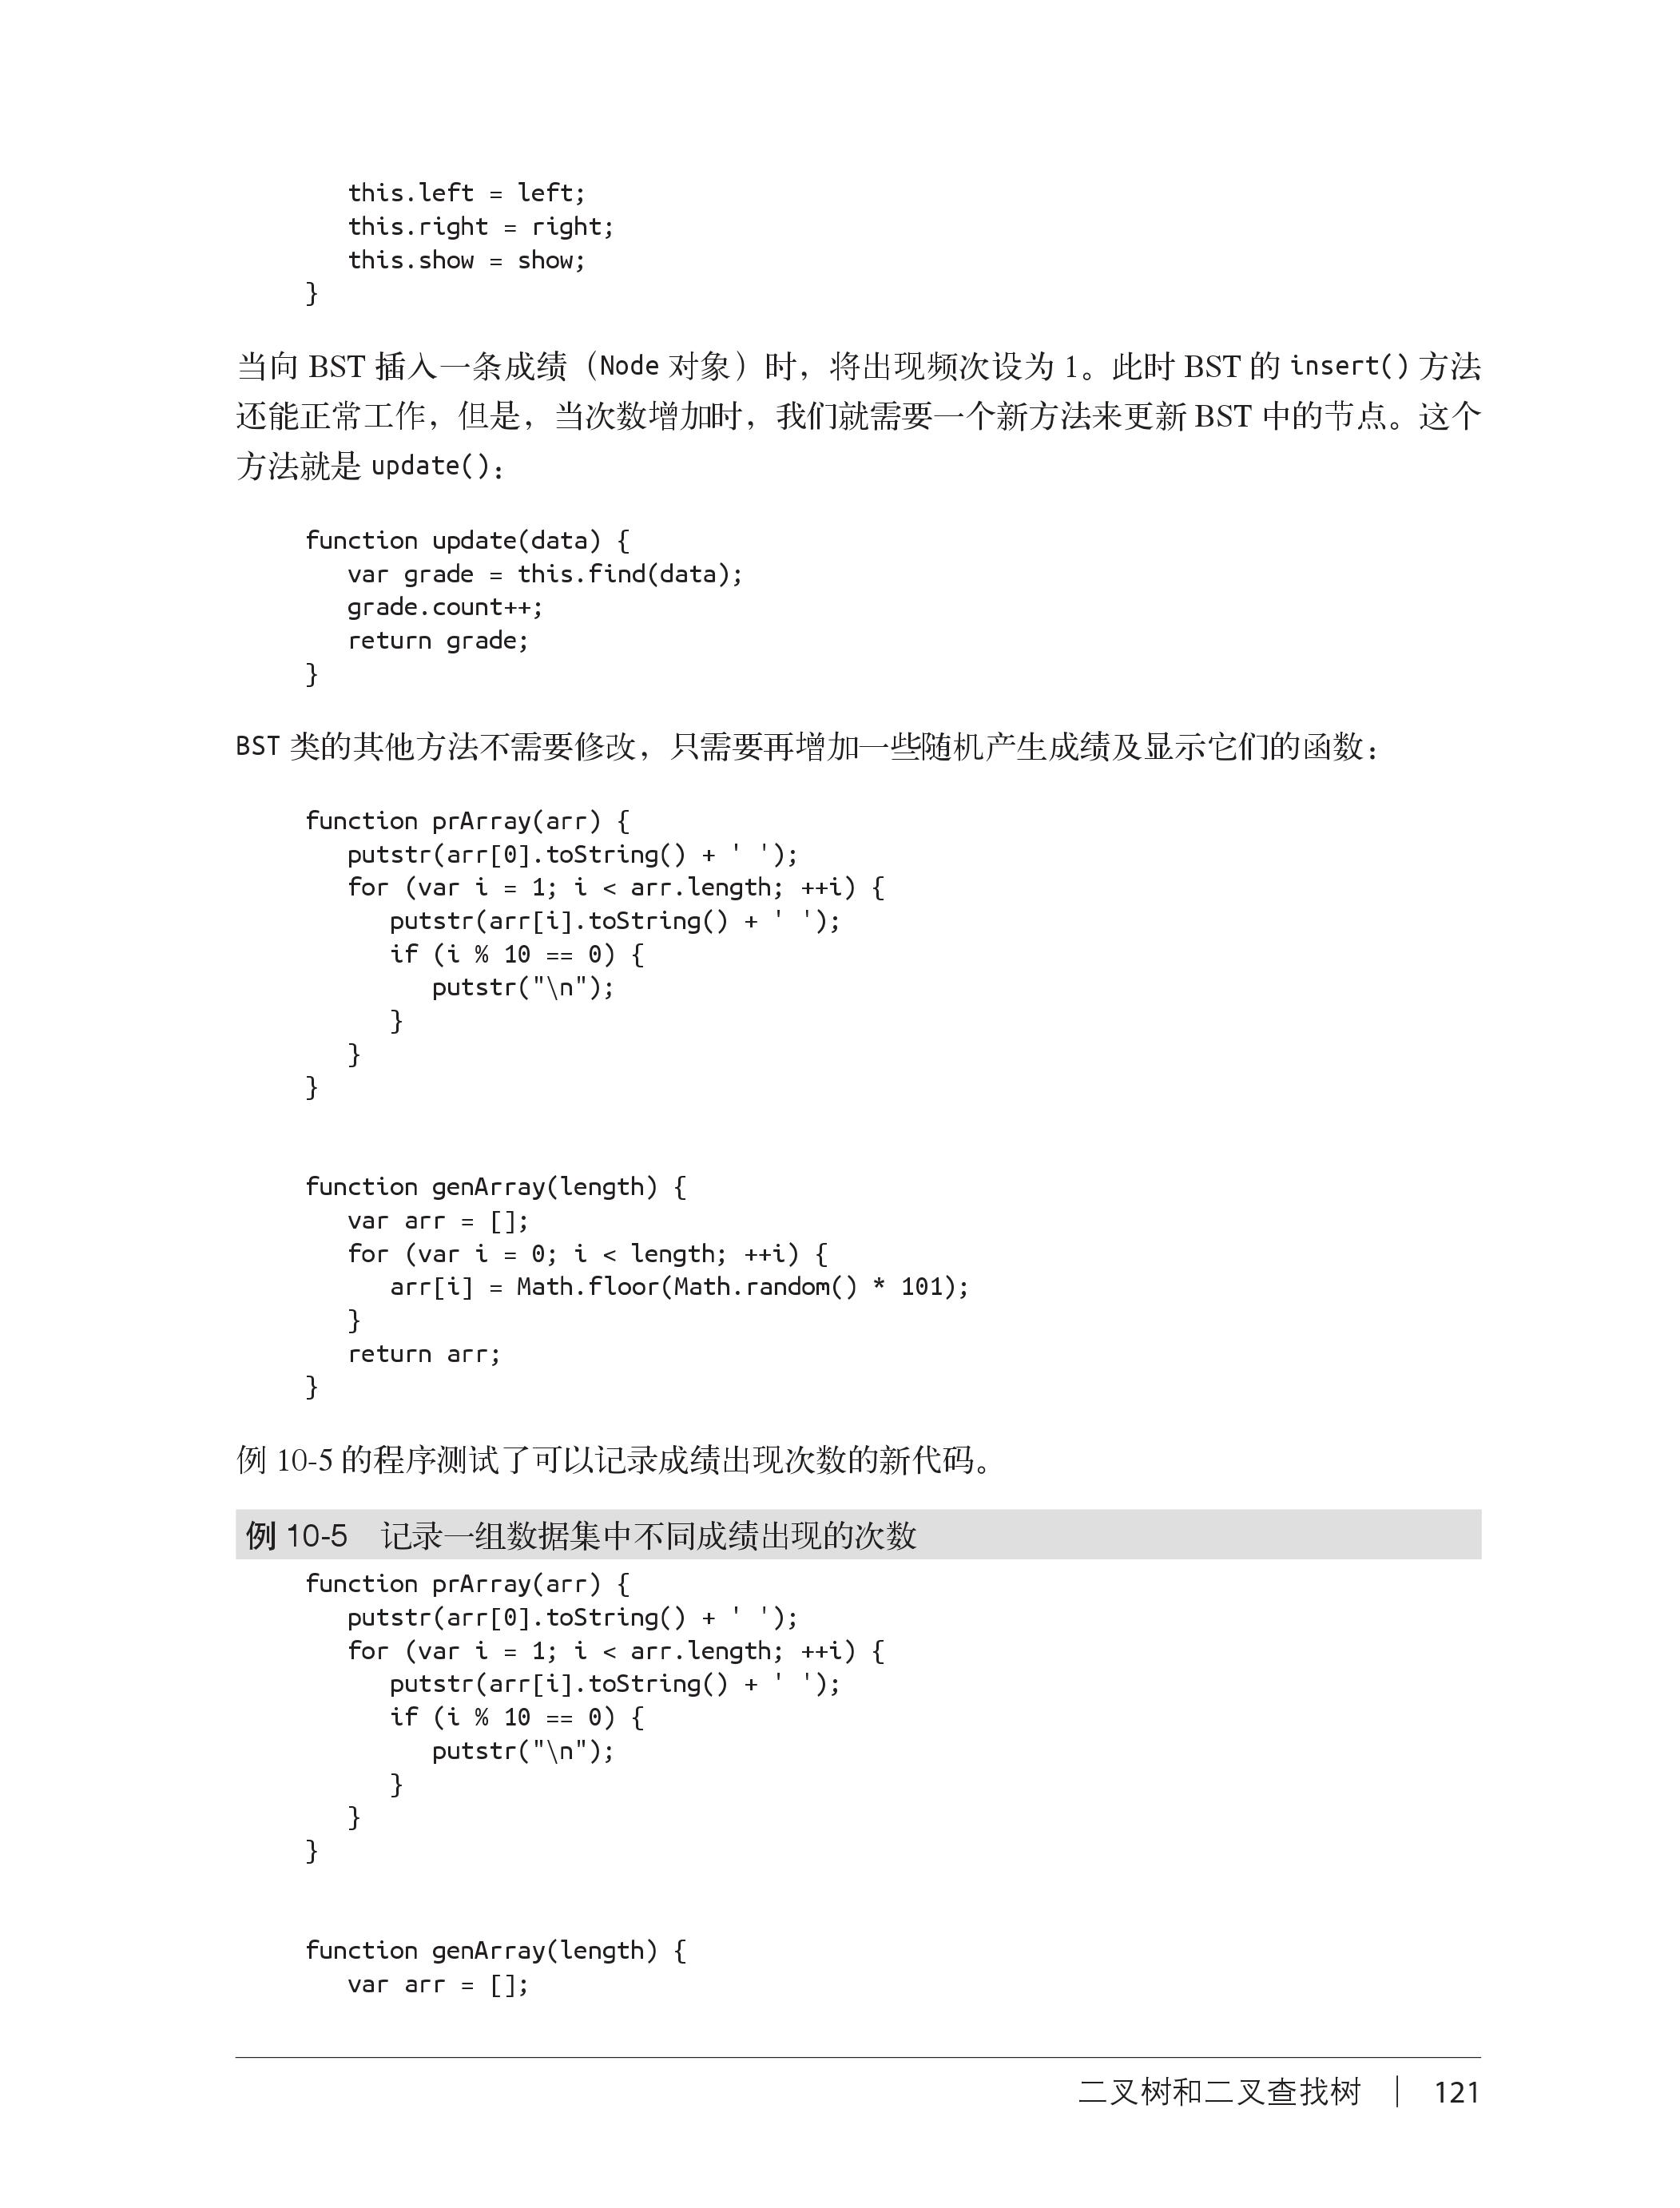 this.left = left;
this.right = right;
this.show = show;
}
当向 BST 插入一条成绩（Node 对象）时，将出现频次设为 1。此时 BST 的 insert() 方法
还能正常工作，但是，当次数增加时，我们就需要一个新方法来更新 BST 中的节点。这个
方法就是 update()：
function update(data) {
var grade = this.find(data);
grade.count++;
return grade;
}
BST 类的其他方法不需要修改，只需要再增加一些随机产生成绩及显示它们的函数：
function prArray(arr) {
putstr(arr[0].toString() + ' ');
for (var i = 1; i < arr.length; ++i) {
putstr(arr[i].toString() + ' ');
if (i % 10 == 0) {
putstr("\n");
}
}
}
function genArray(length) {
var arr = [];
for (var i = 0; i < length; ++i) {
arr[i] = Math.floor(Math.random() * 101);
}
return arr;
}
例 10-5 的程序测试了可以记录成绩出现次数的新代码。
例 10-5　记录一组数据集中不同成绩出现的次数
function prArray(arr) {
putstr(arr[0].toString() + ' ');
for (var i = 1; i < arr.length; ++i) {
putstr(arr[i].toString() + ' ');
if (i % 10 == 0) {
putstr("\n");
}
}
}
function genArray(length) {
var arr = [];
二叉树和二叉查找树 | 121